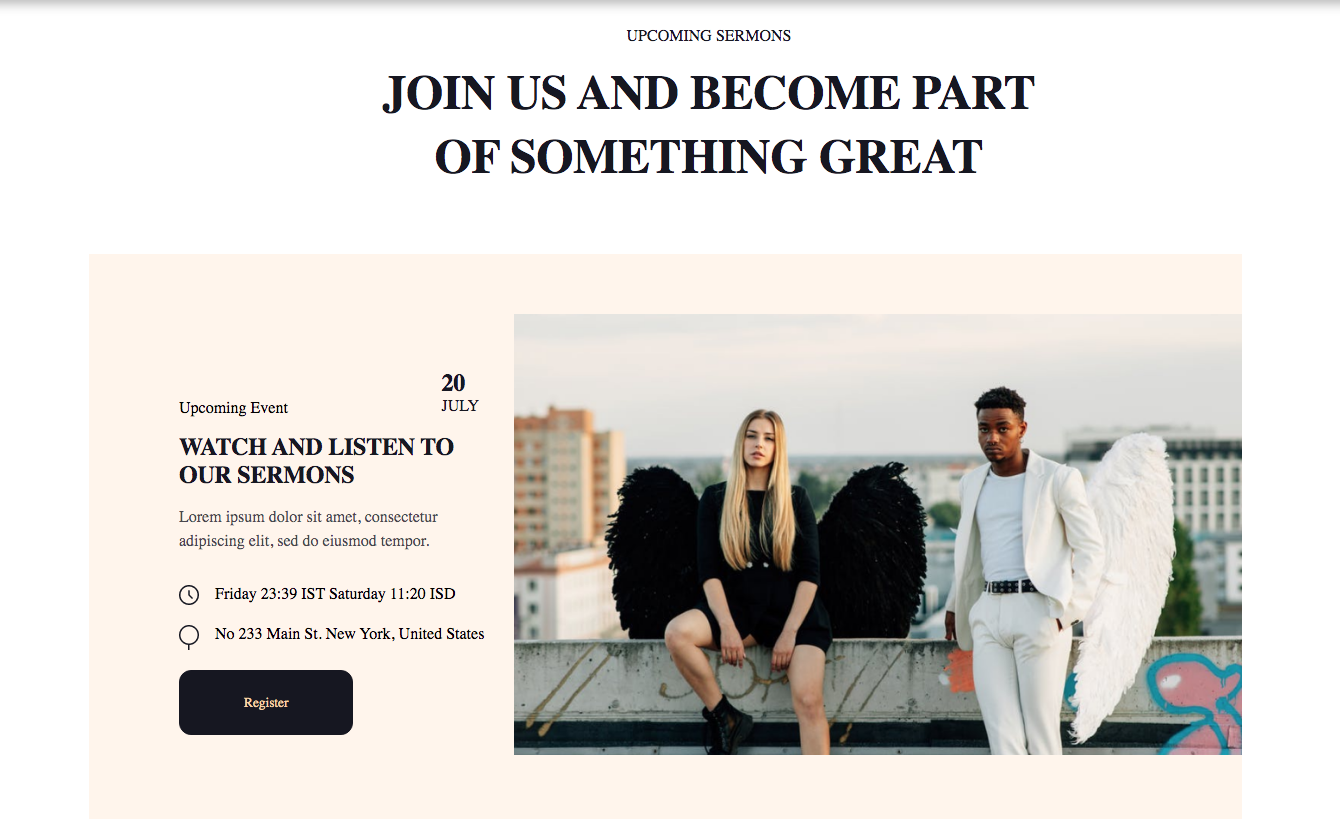 UPCOMING SERMONS
JOIN US AND BECOME PART
OF SOMETHING GREAT
20
JULY
Upcoming Event
WATCH AND LISTEN TO
OUR SERMONS
Lorem ipsum dolor sit amet, consectetur
adipiscing elit, sed do eiusmod tempor.
Friday 23:39 IST Saturday 11:20 ISD
No 233 Main St. New York, United States
Register